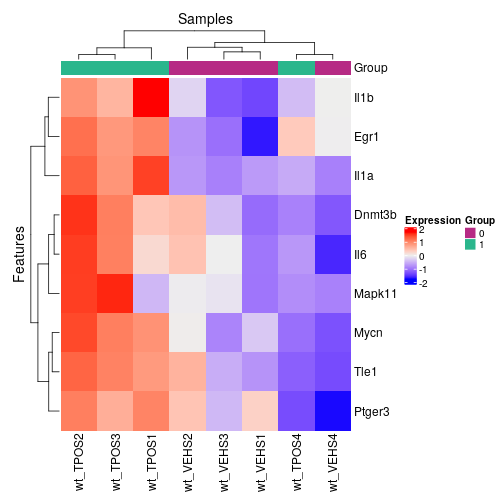 Samples
Group
Il1b
Egr1
Il1a
Dnmt3b
Il6
Mapk11
Mycn
Tle1
Ptger3
Features
Expression
2
1
0
-1
-2
Group
0
1
wt_TPOS2
wt_TPOS3
wt_TPOS1
wt_VEHS2
wt_VEHS3
wt_VEHS1
wt_TPOS4
wt_VEHS4